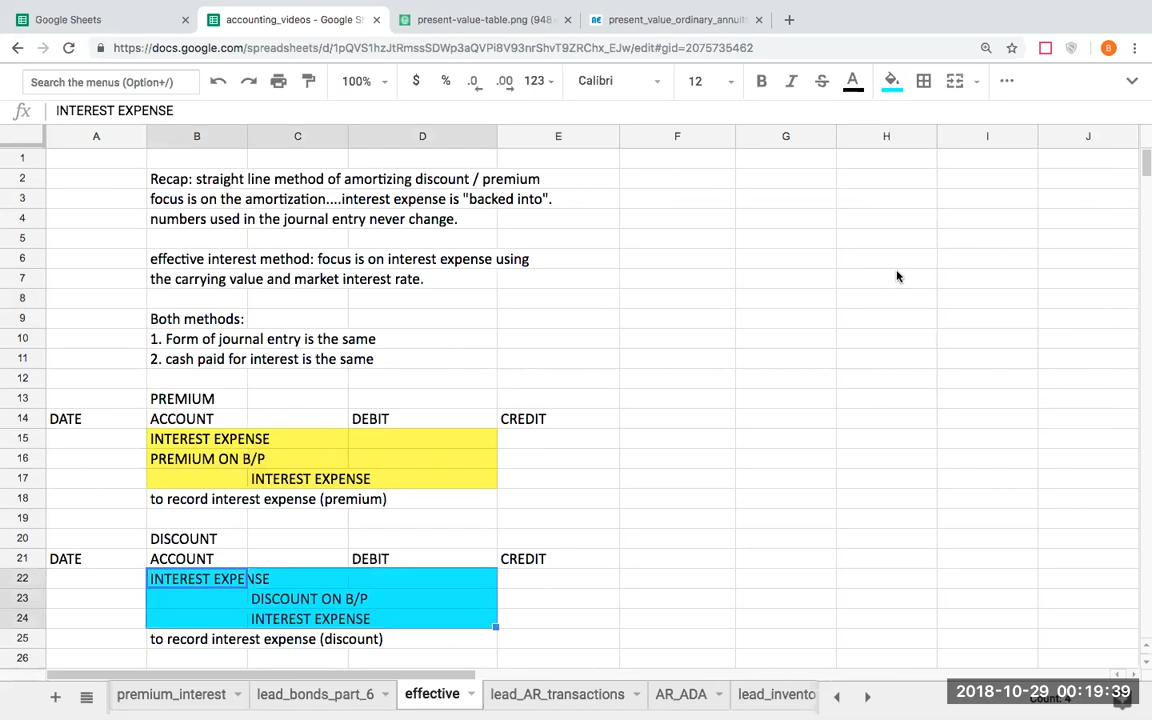 Google Sheets
accounting_videos - Google S
present-value-table.png (948
present_value_ordinary_annui
https://docs.google.com/spreadsheets/d/1pQVS1hzJtRmssSDWp3aQVPi8V93nrShvT9ZRChx_EJw/edit#gid=2075735462
B
Search the menus (Option+/)
100%
$
%
.0
.00
123
Calibri
12
B
I
S
A
fx
INTEREST EXPENSE
A B C D E F G H I J
1
2 Recap: straight line method of amortizing discount / premium
3 focus is on the amortization....interest expense is "backed into".
4 numbers used in the journal entry never change.
5
6 effective interest method: focus is on interest expense using
7 the carrying value and market interest rate.
8
9 Both methods:
10 1. Form of journal entry is the same
11 2. cash paid for interest is the same
12
13 PREMIUM
14 DATE ACCOUNT DEBIT CREDIT
15 INTEREST EXPENSE
16 PREMIUM ON B/P
17 INTEREST EXPENSE
18 to record interest expense (premium)
19
20 DISCOUNT
21 DATE ACCOUNT DEBIT CREDIT
22 INTEREST EXPENSE
23 DISCOUNT ON B/P
24 INTEREST EXPENSE
25 to record interest expense (discount)
26
premium_interest
lead_bonds_part_6
effective
lead_AR_transactions
AR_ADA
lead_invento
2018-10-29 00:19:39